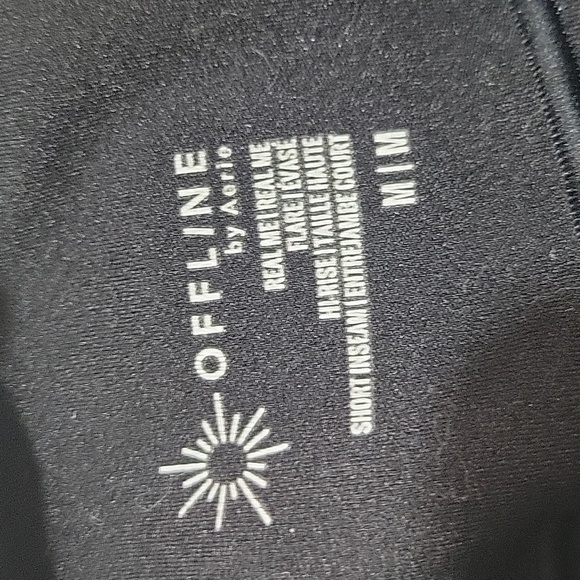 OFFLINE
by Aerie
REAL ME | REAL ME
FLARE | ÉVASÉ
HI-RISE | TAILLE HAUTE
SHORT INSEAM | ENTREJAMBE COURT
M | M